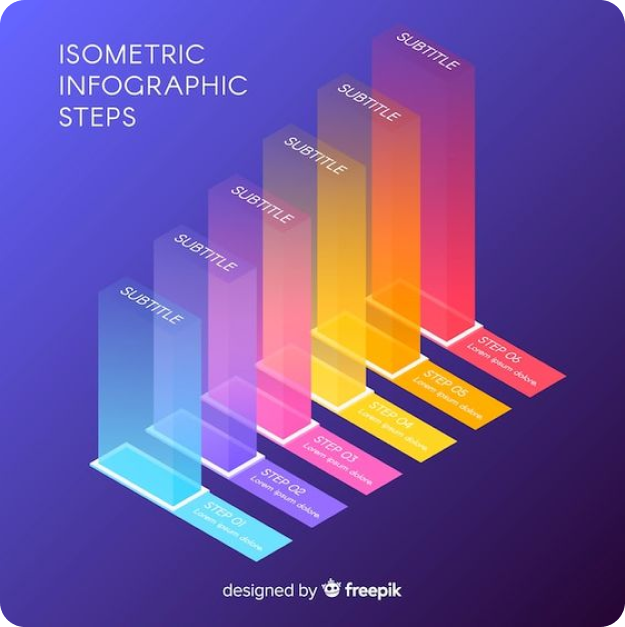 ISOMETRIC
INFOGRAPHIC
STEPS
SUBTITLE
SUBTITLE
SUBTITLE
SUBTITLE
SUBTITLE
SUBTITLE
STEP 06
Lorem ipsum dolore.
STEP 05
Lorem ipsum dolore.
STEP 04
Lorem ipsum dolore.
STEP 03
Lorem ipsum dolore.
STEP 02
Lorem ipsum dolore.
STEP 01
Lorem ipsum dolore.
designed by freepik